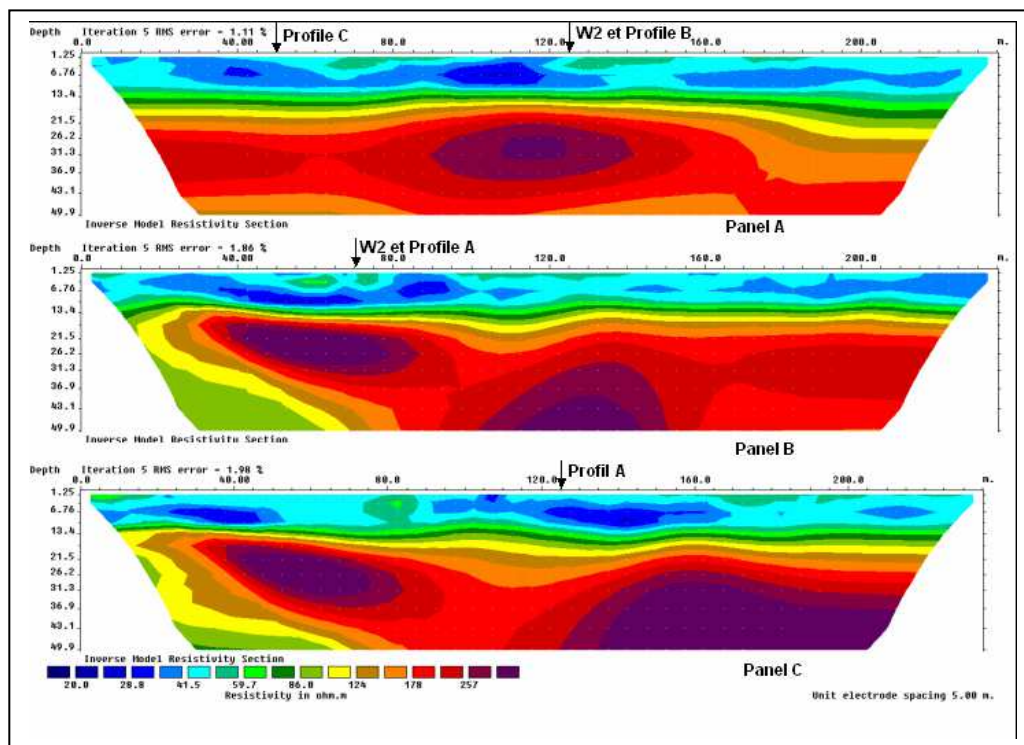 Depth Iteration 5 RMS error - 1.11 % Profile C W2 et Profile B
0.0 40.00 80.0 120.0 160.0 200.0 m.
1.25
6.76
13.4
21.5
26.2
31.3
36.9
43.1
49.9
Inverse Model Resistivity Section Panel A
Depth Iteration 5 RMS error - 1.86 % W2 et Profile A
0.0 40.00 80.0 120.0 160.0 200.0 m.
1.25
6.76
13.4
21.5
26.2
31.3
36.9
43.1
49.9
Inverse Model Resistivity Section Panel B
Depth Iteration 5 RMS error - 1.98 % Profil A
0.0 40.00 80.0 120.0 160.0 200.0 m.
1.25
6.76
13.4
21.5
26.2
31.3
36.9
43.1
49.9
Inverse Model Resistivity Section Panel C
20.0 28.8 41.5 59.7 86.0 124 178 257
Resistivity in ohm.m Unit electrode spacing 5.00 m.